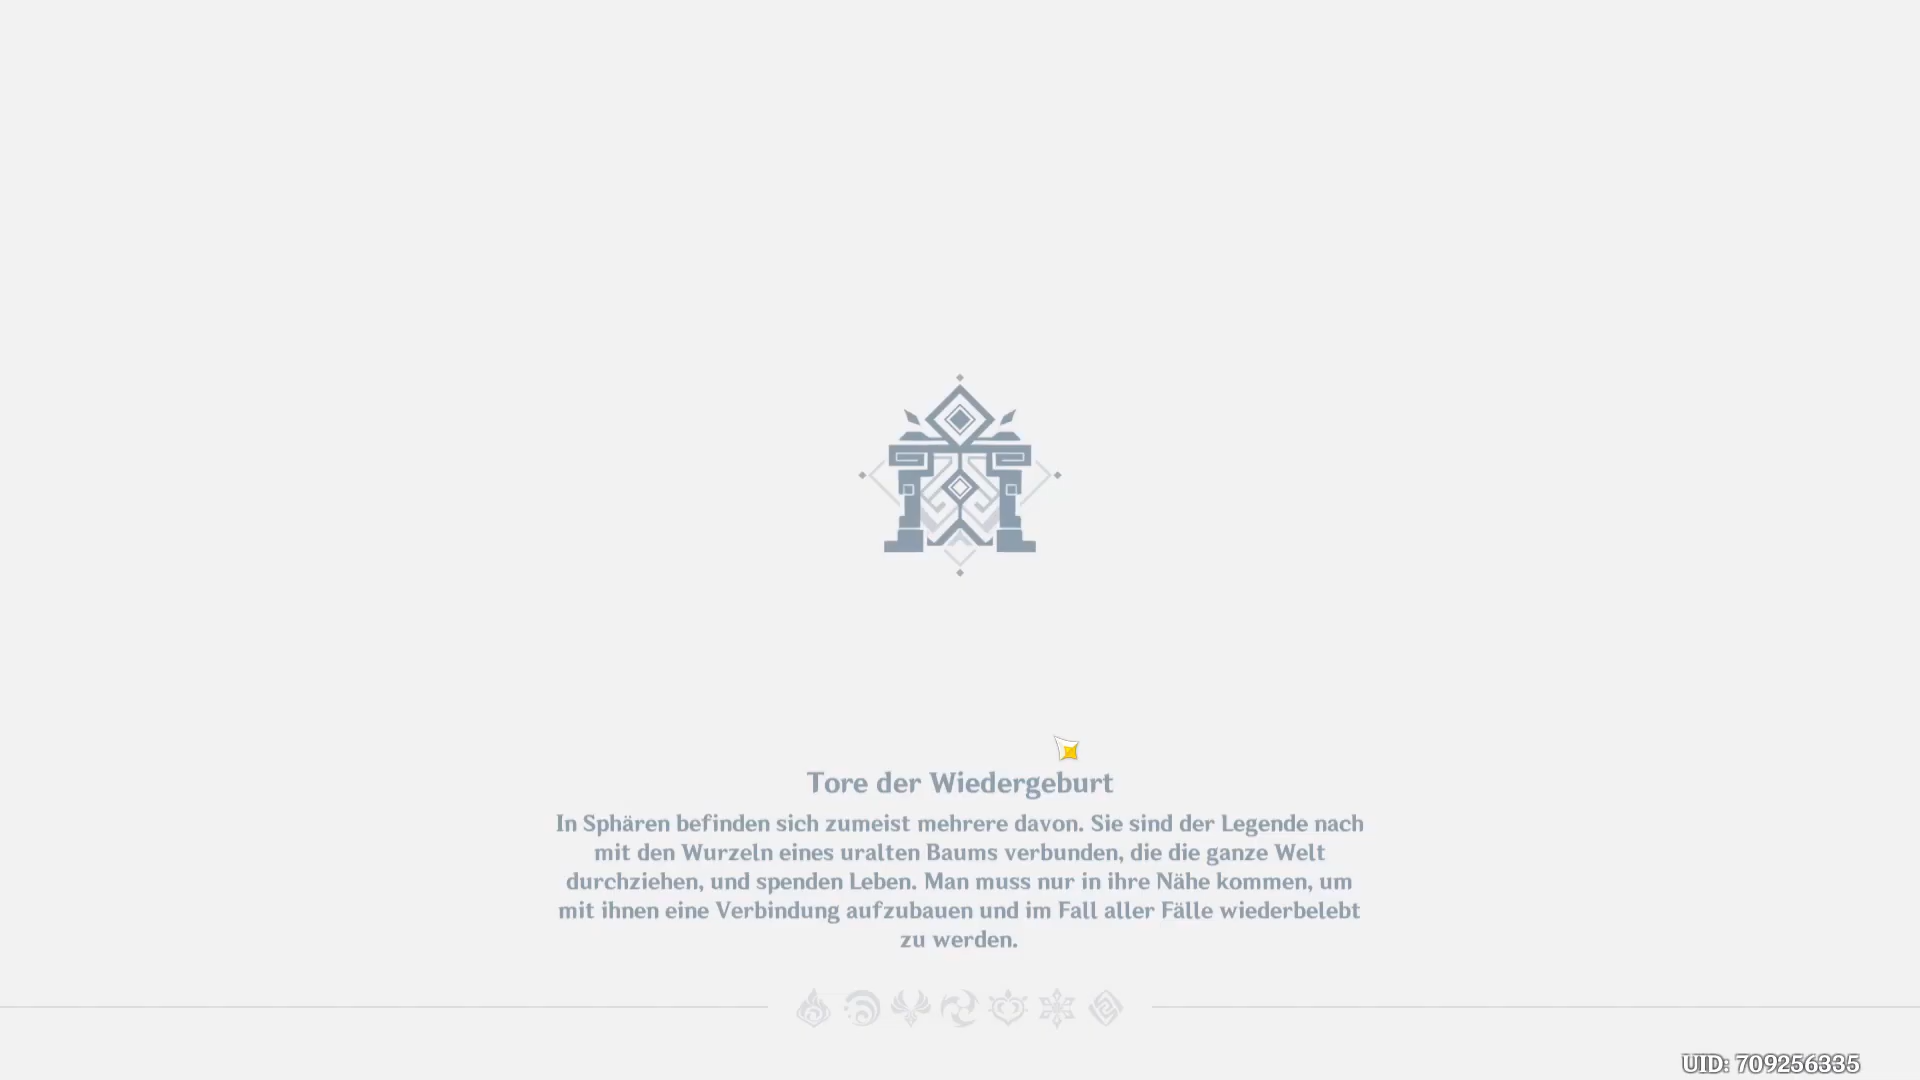 Tore der Wiedergeburt
In Sphären befinden sich zumeist mehrere davon. Sie sind der Legende nach
mit den Wurzeln eines uralten Baums verbunden, die die ganze Welt
durchziehen, und spenden Leben. Man muss nur in ihre Nähe kommen, um
mit ihnen eine Verbindung aufzubauen und im Fall aller Fälle wiederbelebt
zu werden.
UID: 709256335